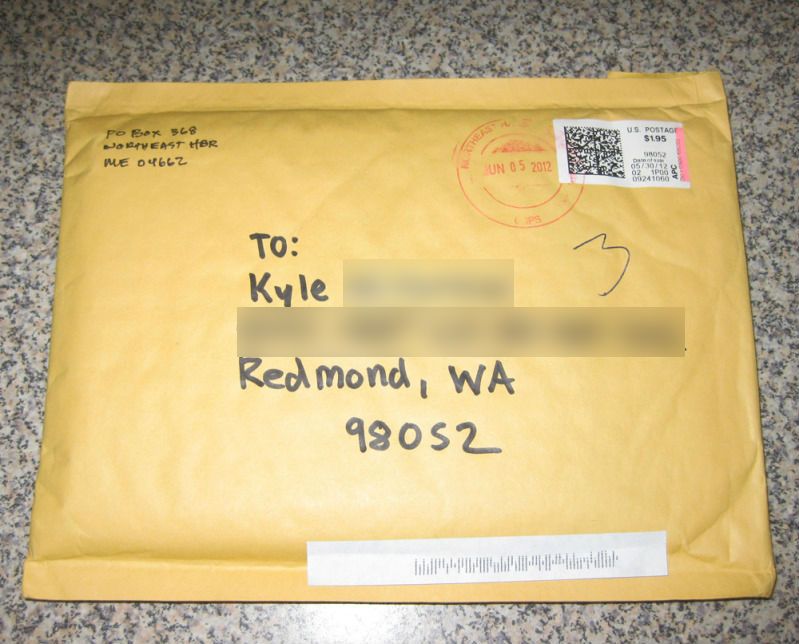 PO BOX 368
NORTHEAST HBR
ME 04662
NORTHEAST
JUN 05 2012
USPS
U.S. POSTAGE
$1.95
98052
Date of sale
05/30/12
02 1P00
09241060
APC
TO:
Kyle
Redmond, WA
98052
3